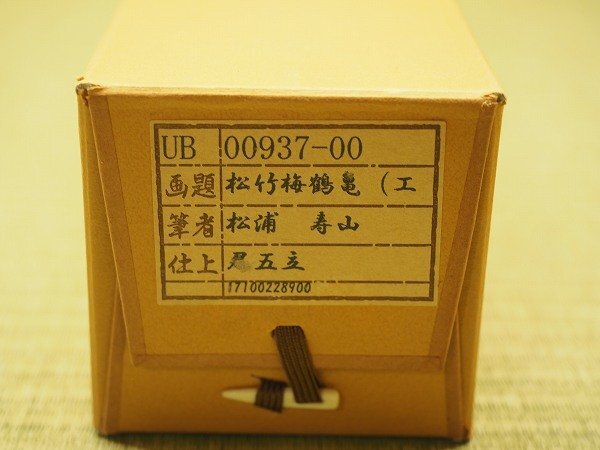 UB 00937-00
画題 松竹梅鶴亀 (工
筆者 松浦 寿山
仕上 五立
17100228900